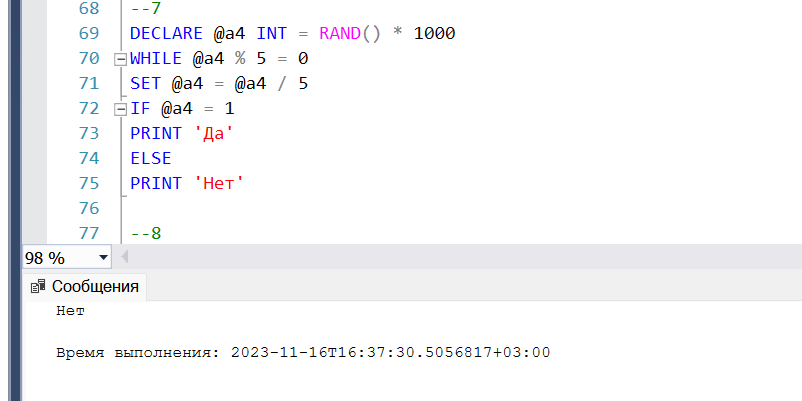 68 --7
69 DECLARE @a4 INT = RAND() * 1000
70 WHILE @a4 % 5 = 0
71 SET @a4 = @a4 / 5
72 IF @a4 = 1
73 PRINT 'Да'
74 ELSE
75 PRINT 'Нет'
76
77 --8
98 %
Сообщения
Нет
Время выполнения: 2023-11-16T16:37:30.5056817+03:00